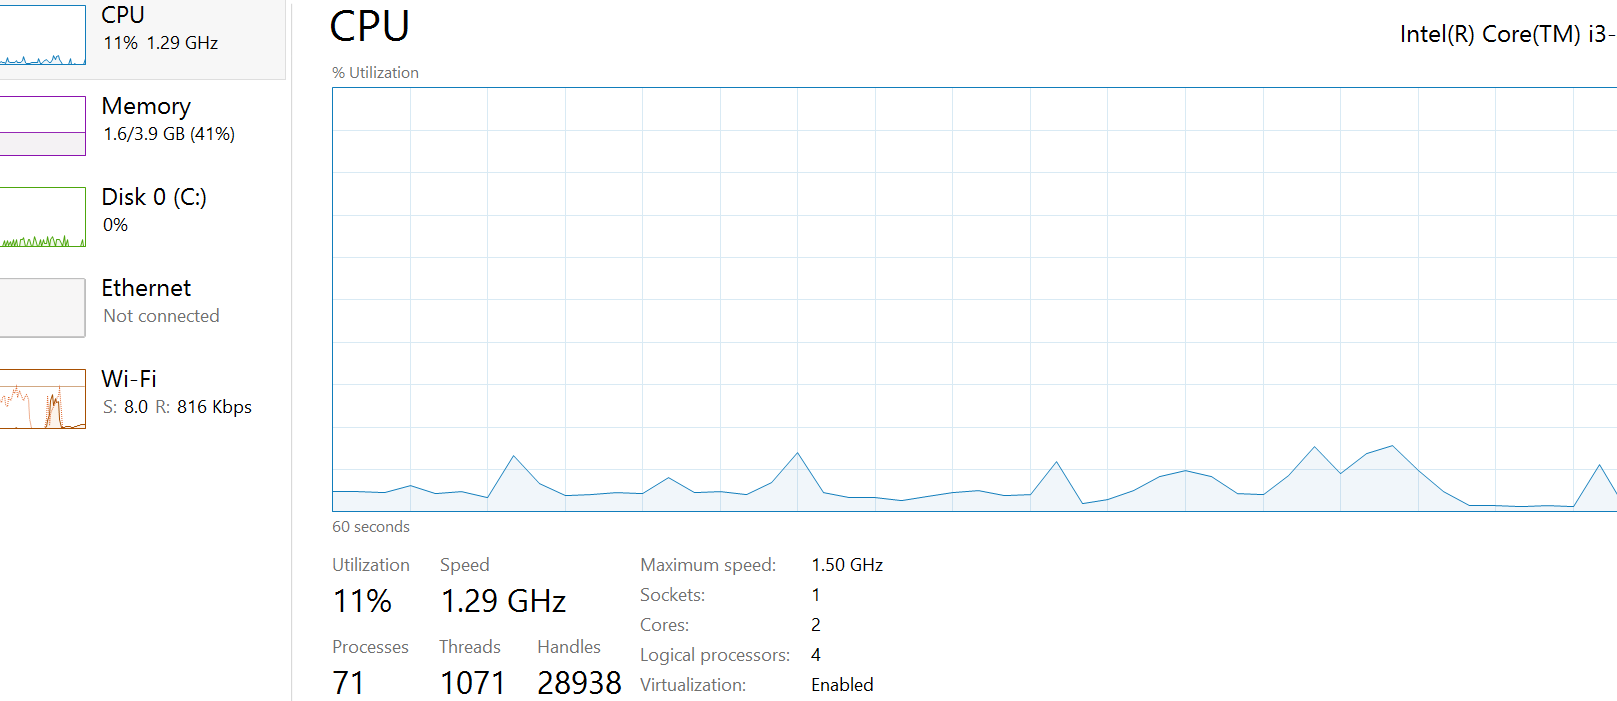 CPU
11% 1.29 GHz
Memory
1.6/3.9 GB (41%)
Disk 0 (C:)
0%
Ethernet
Not connected
Wi-Fi
S: 8.0 R: 816 Kbps
CPU
Intel(R) Core(TM) i3-
% Utilization
60 seconds
Utilization
11%
Speed
1.29 GHz
Processes
71
Threads
1071
Handles
28938
Maximum speed: 1.50 GHz
Sockets: 1
Cores: 2
Logical processors: 4
Virtualization: Enabled